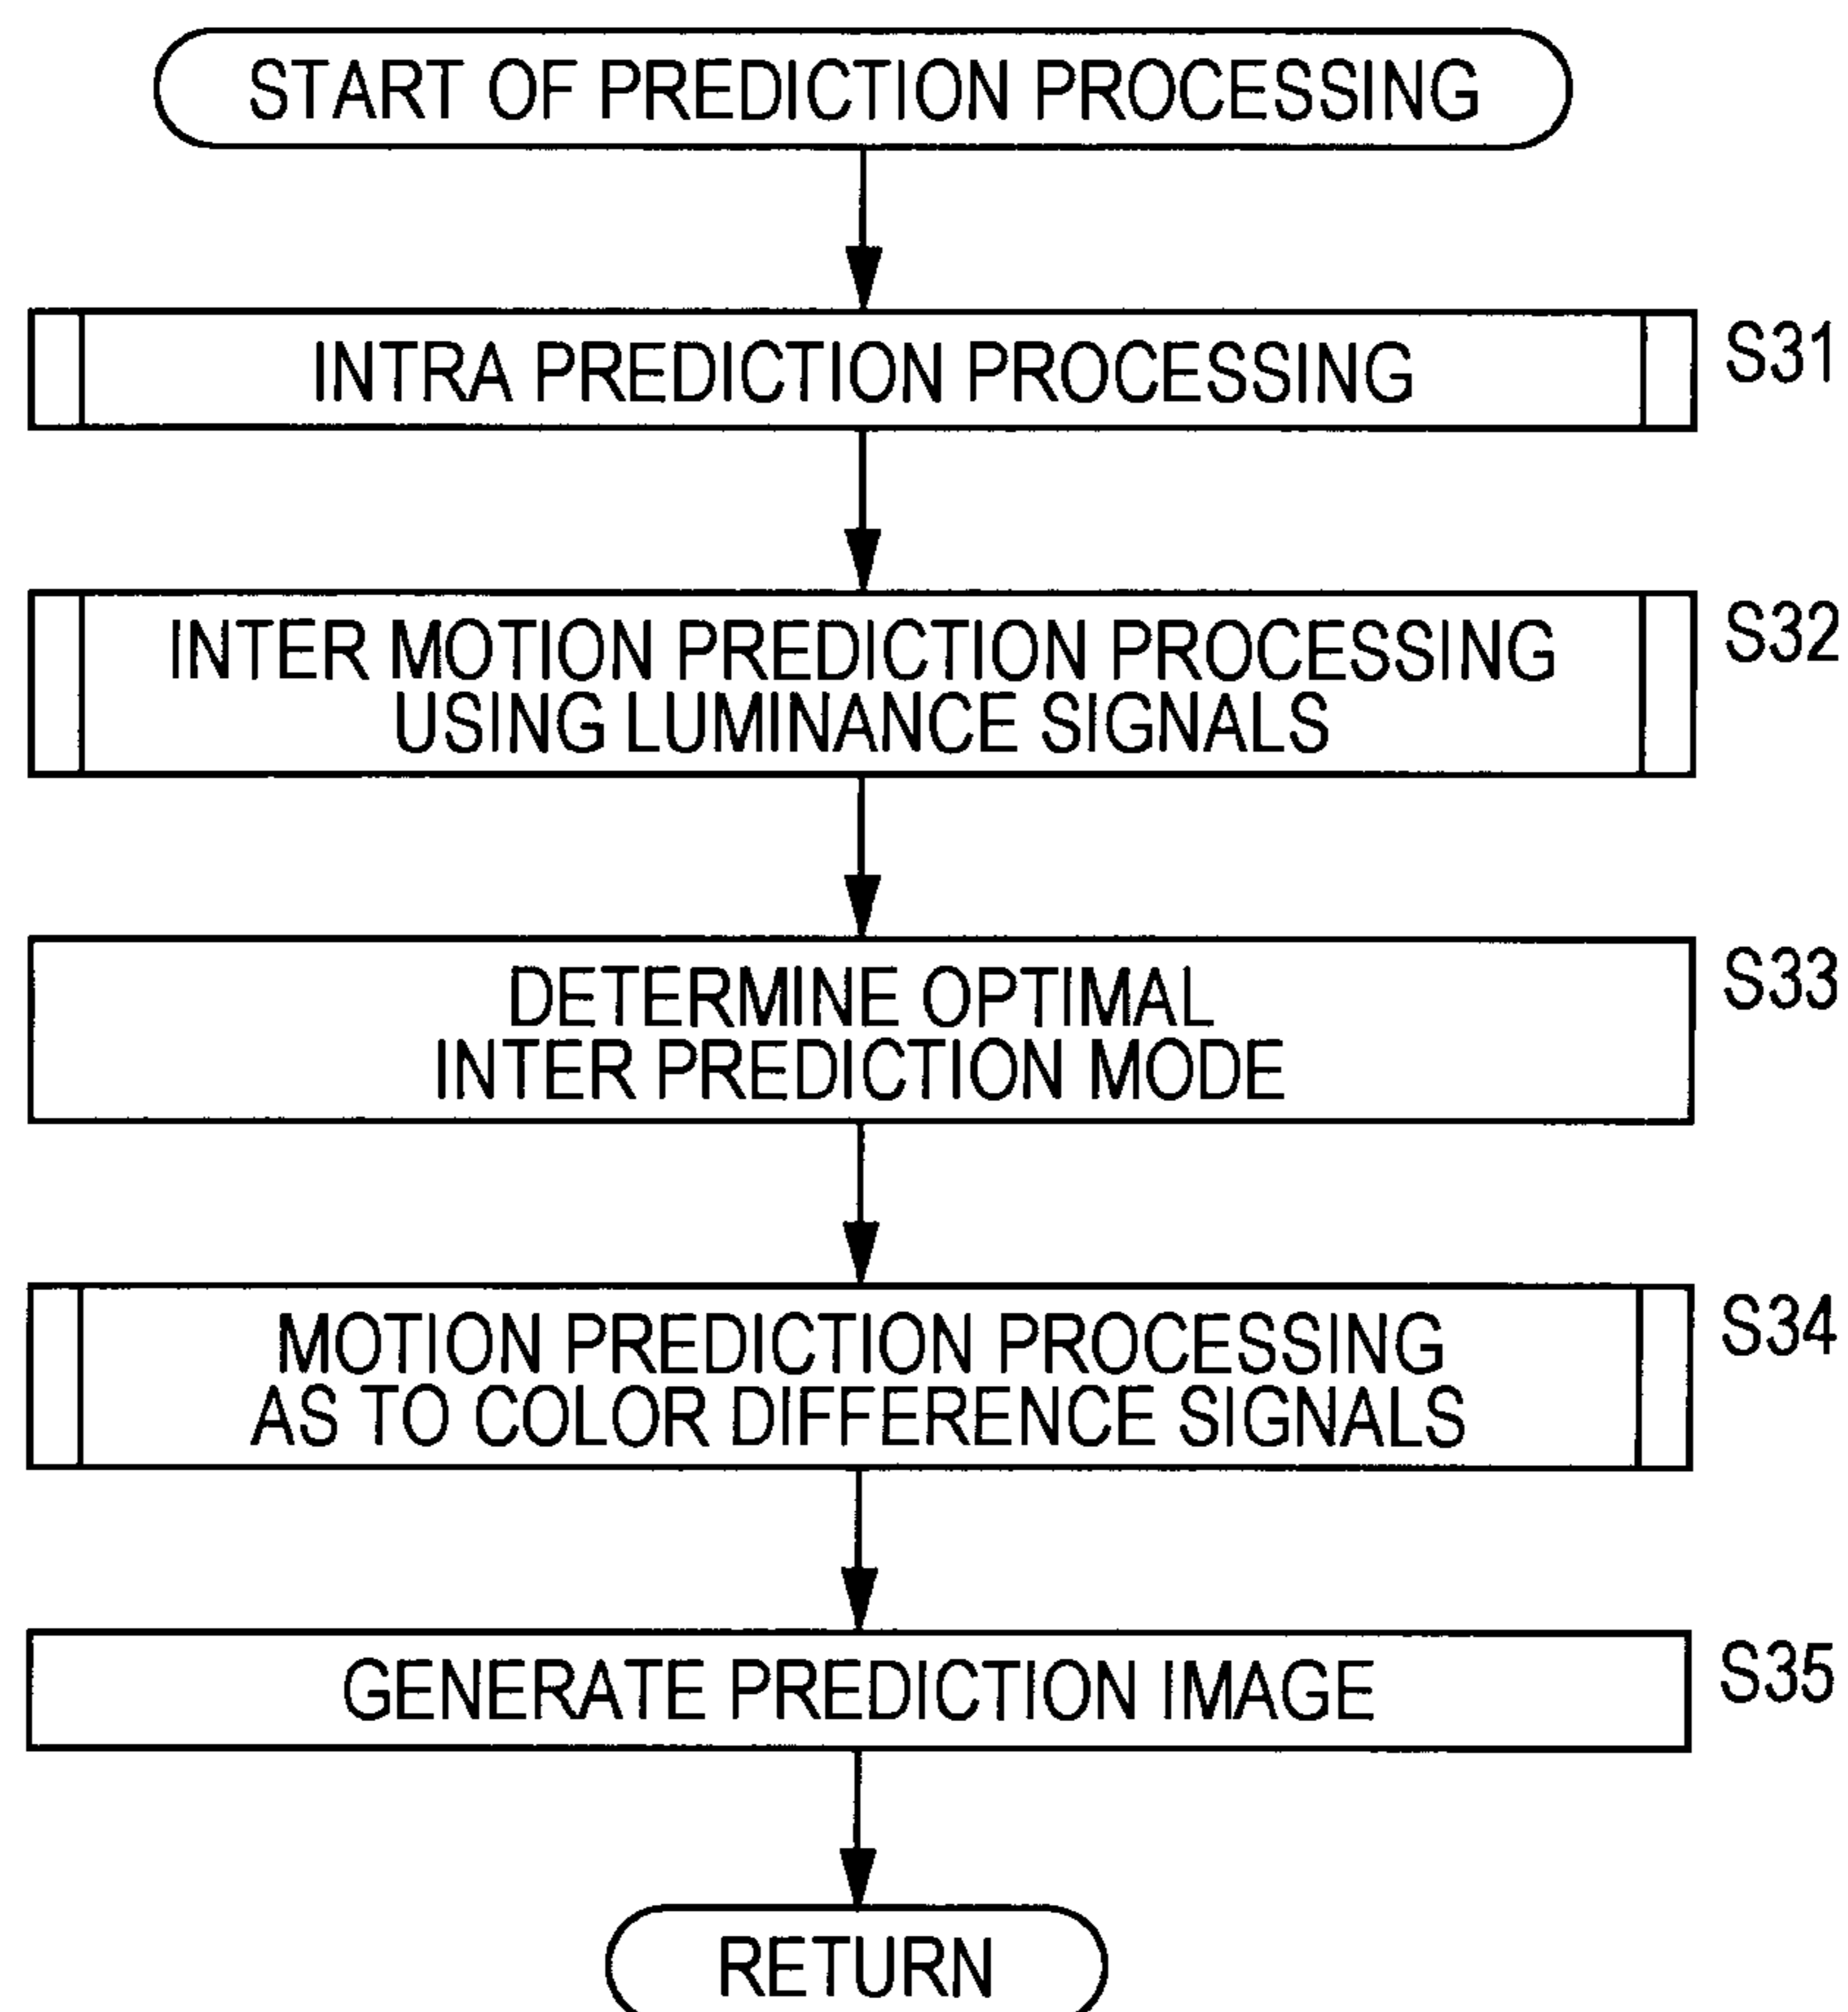 START OF PREDICTION PROCESSING
INTRA PREDICTION PROCESSING
S31
INTER MOTION PREDICTION PROCESSING
USING LUMINANCE SIGNALS
S32
DETERMINE OPTIMAL
INTER PREDICTION MODE
S33
MOTION PREDICTION PROCESSING
AS TO COLOR DIFFERENCE SIGNALS
S34
GENERATE PREDICTION IMAGE
S35
RETURN